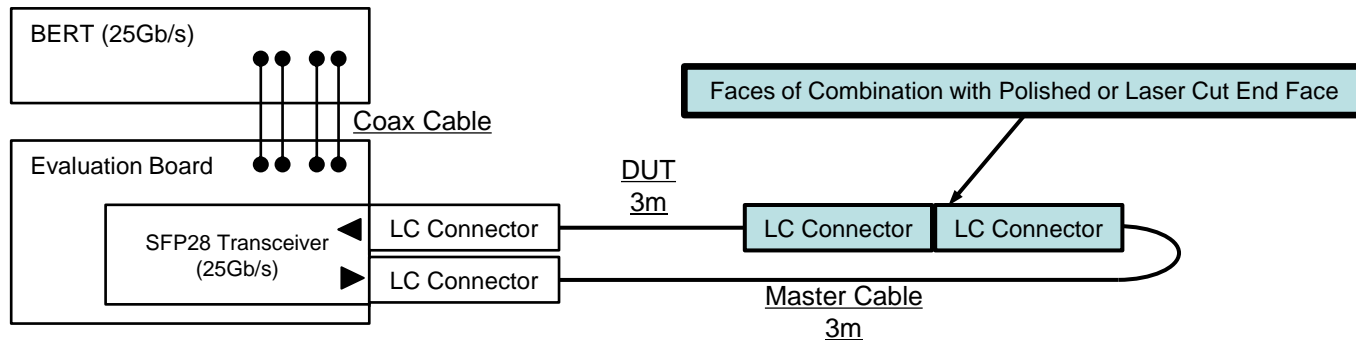 BERT (25Gb/s)
Faces of Combination with Polished or Laser Cut End Face
Coax Cable
Evaluation Board
DUT
3m
SFP28 Transceiver
(25Gb/s)
LC Connector
LC Connector
LC Connector
LC Connector
Master Cable
3m